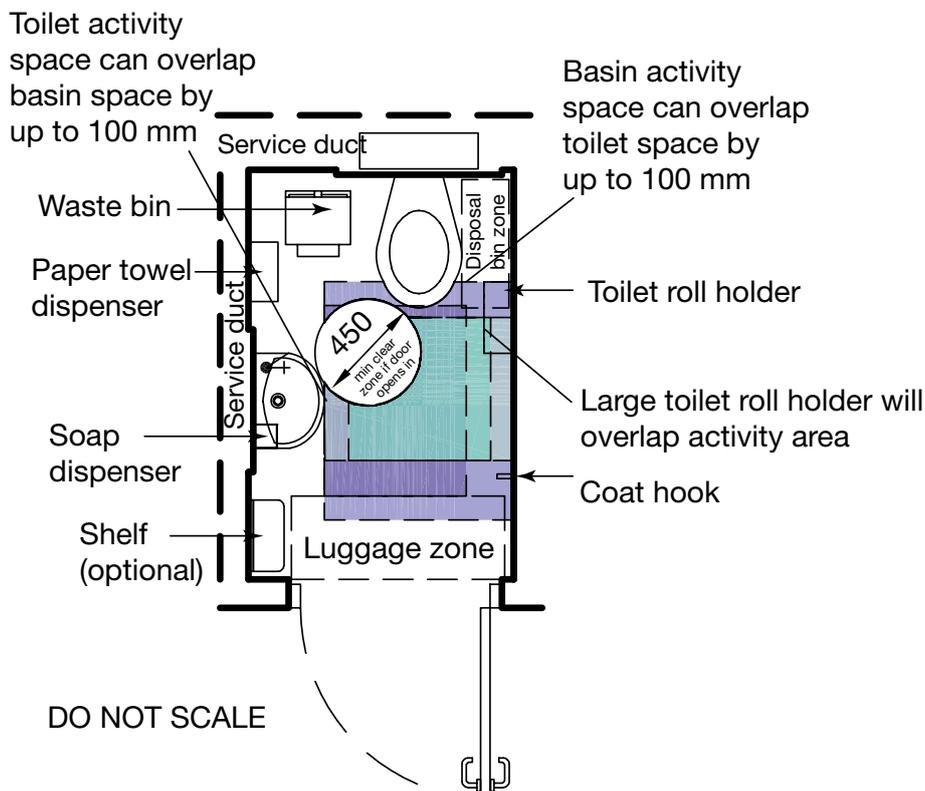 Toilet activity
space can overlap
basin space by
up to 100 mm
Basin activity
space can overlap
toilet space by
up to 100 mm
Service duct
Waste bin
Disposal
bin zone
Paper towel
dispenser
Toilet roll holder
Service duct
450
min clear
zone if door
opens in
Large toilet roll holder will
overlap activity area
Soap
dispenser
Coat hook
Shelf
(optional)
Luggage zone
DO NOT SCALE